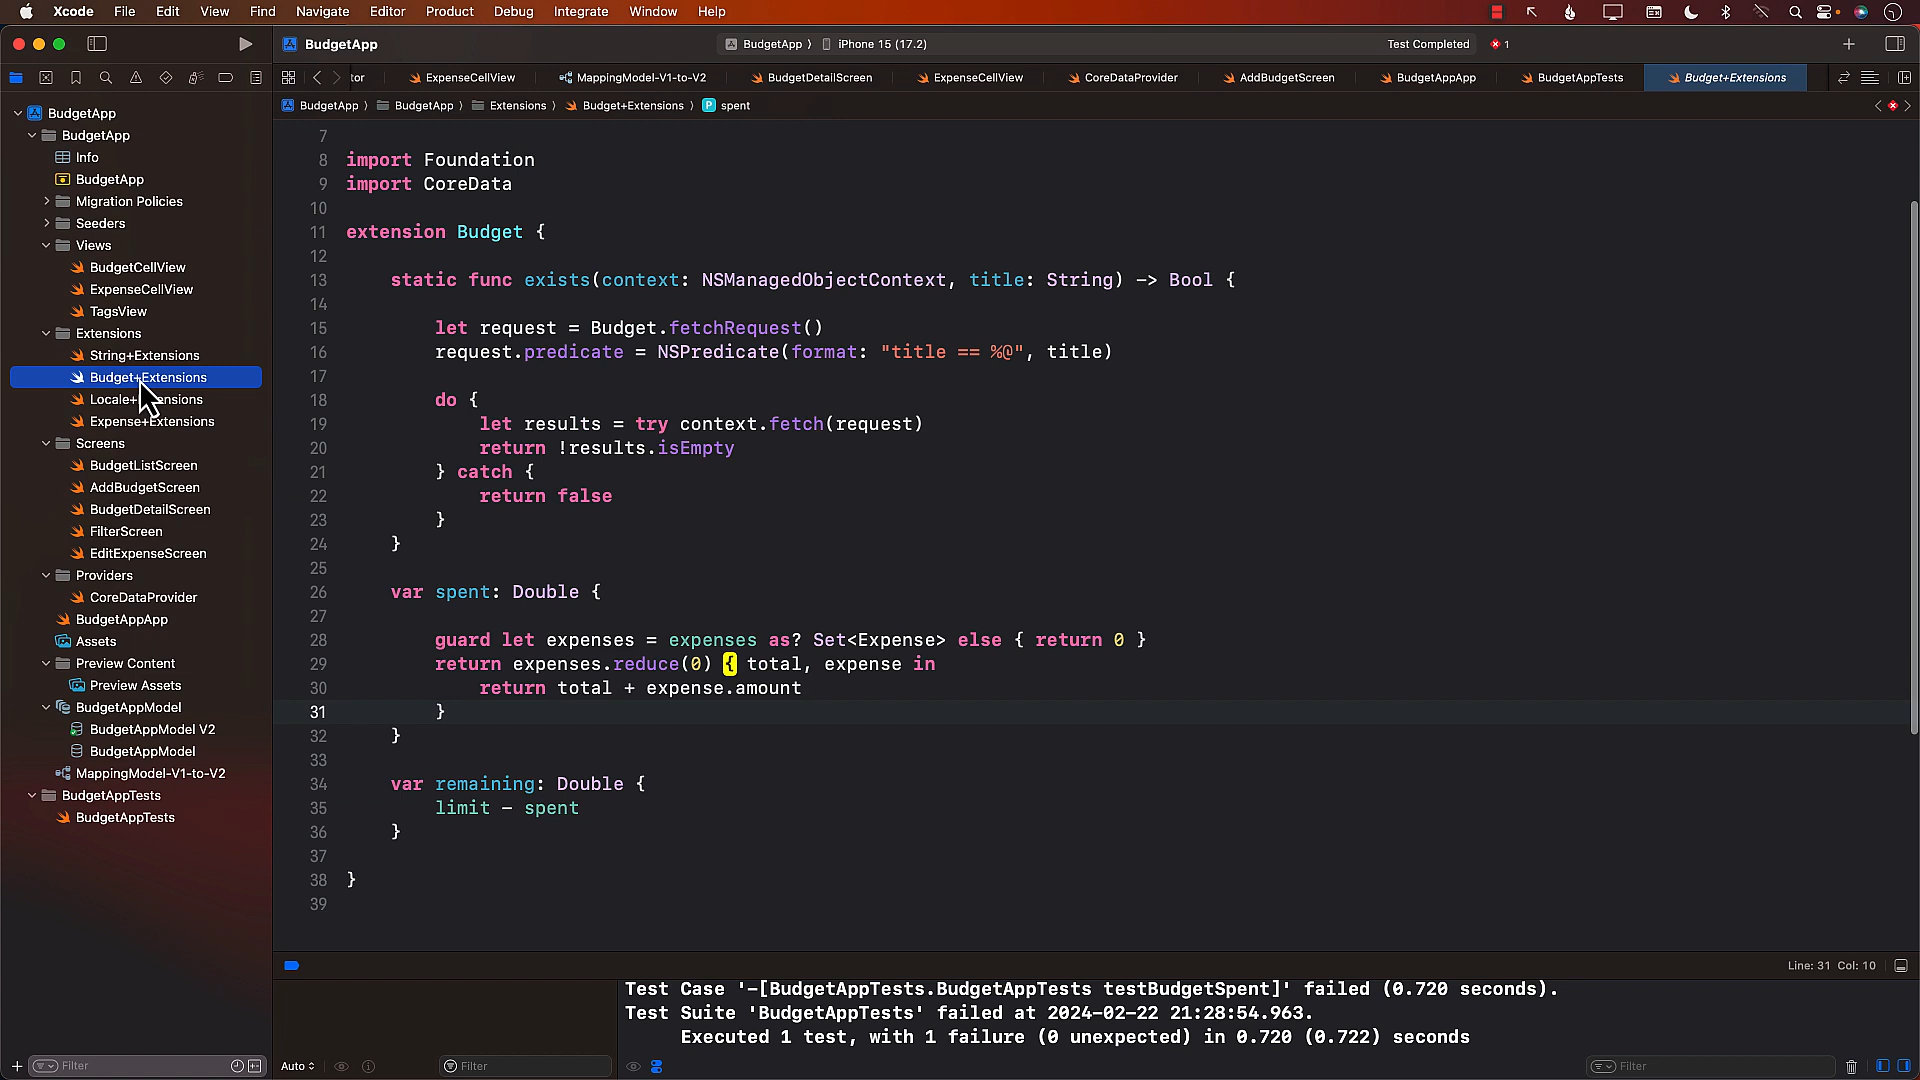 Xcode File Edit View Find Navigate Editor Product Debug Integrate Window Help
BudgetApp
BudgetApp iPhone 15 (17.2) Test Completed 1
tor ExpenseCellView MappingModel-V1-to-V2 BudgetDetailScreen ExpenseCellView CoreDataProvider AddBudgetScreen BudgetAppApp BudgetAppTests Budget+Extensions
BudgetApp BudgetApp Extensions Budget+Extensions P spent
BudgetApp
BudgetApp
Info
BudgetApp
Migration Policies
Seeders
Views
BudgetCellView
ExpenseCellView
TagsView
Extensions
String+Extensions
Budget+Extensions
Locale+Extensions
Expense+Extensions
Screens
BudgetListScreen
AddBudgetScreen
BudgetDetailScreen
FilterScreen
EditExpenseScreen
Providers
CoreDataProvider
BudgetAppApp
Assets
Preview Content
Preview Assets
BudgetAppModel
BudgetAppModel V2
BudgetAppModel
MappingModel-V1-to-V2
BudgetAppTests
BudgetAppTests
Filter
7
8 import Foundation
9 import CoreData
10
11 extension Budget {
12
13 static func exists(context: NSManagedObjectContext, title: String) -> Bool {
14
15 let request = Budget.fetchRequest()
16 request.predicate = NSPredicate(format: "title == %@", title)
17
18 do {
19 let results = try context.fetch(request)
20 return !results.isEmpty
21 } catch {
22 return false
23 }
24 }
25
26 var spent: Double {
27
28 guard let expenses = expenses as? Set<Expense> else { return 0 }
29 return expenses.reduce(0) { total, expense in
30 return total + expense.amount
31 }
32 }
33
34 var remaining: Double {
35 limit - spent
36 }
37
38 }
39
Line: 31 Col: 10
Test Case '-[BudgetAppTests.BudgetAppTests testBudgetSpent]' failed (0.720 seconds).
Test Suite 'BudgetAppTests' failed at 2024-02-22 21:28:54.963.
Executed 1 test, with 1 failure (0 unexpected) in 0.720 (0.722) seconds
Auto Filter Filter